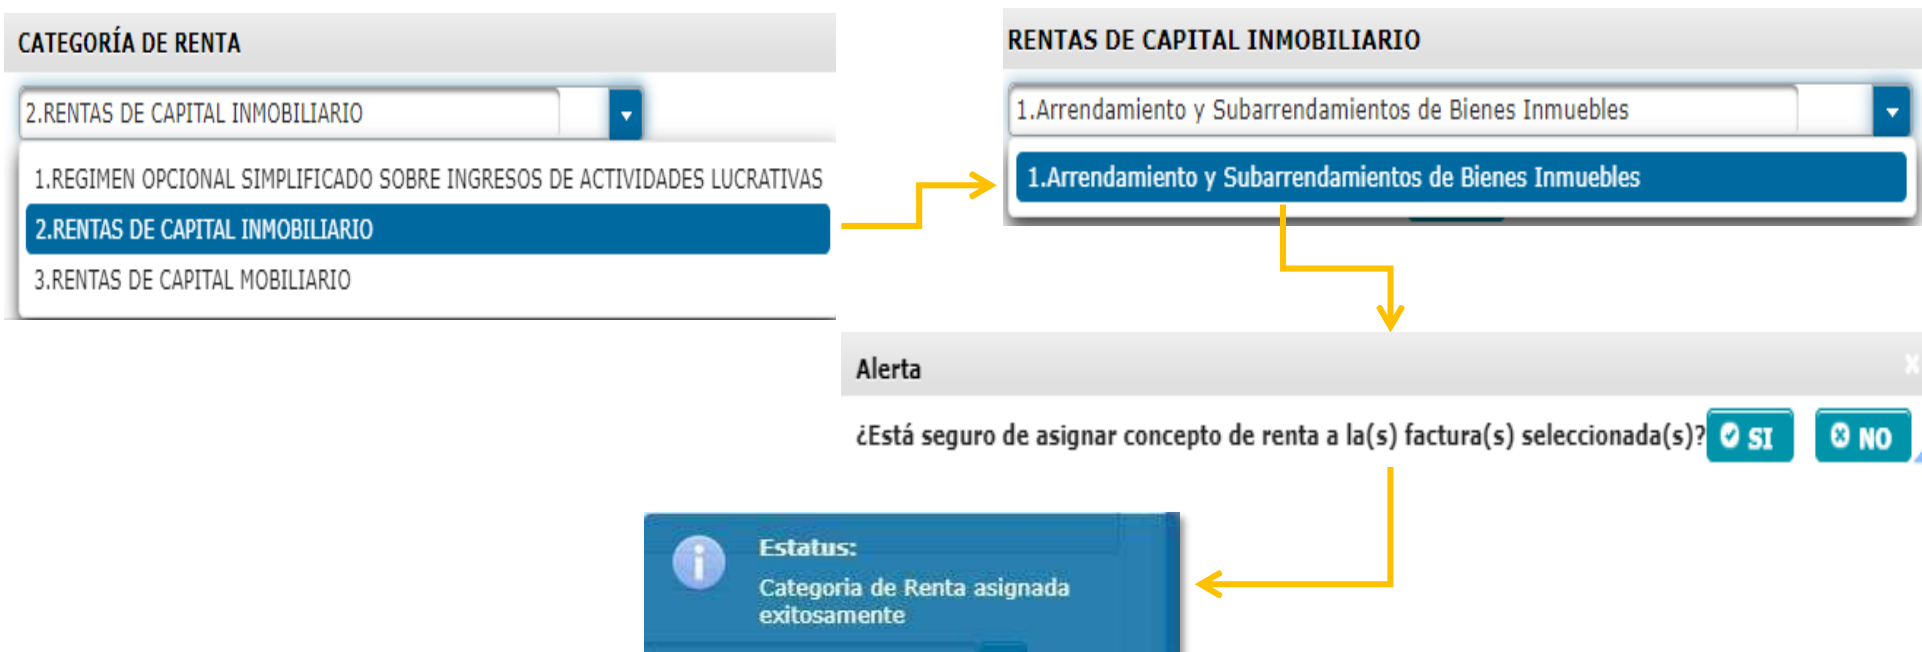 CATEGORÍA DE RENTA
2.RENTAS DE CAPITAL INMOBILIARIO
1.REGIMEN OPCIONAL SIMPLIFICADO SOBRE INGRESOS DE ACTIVIDADES LUCRATIVAS
2.RENTAS DE CAPITAL INMOBILIARIO
3.RENTAS DE CAPITAL MOBILIARIO
RENTAS DE CAPITAL INMOBILIARIO
1.Arrendamiento y Subarrendamientos de Bienes Inmuebles
1.Arrendamiento y Subarrendamientos de Bienes Inmuebles
Alerta
¿Está seguro de asignar concepto de renta a la(s) factura(s) seleccionada(s)? SI NO
Estatus:
Categoria de Renta asignada
exitosamente